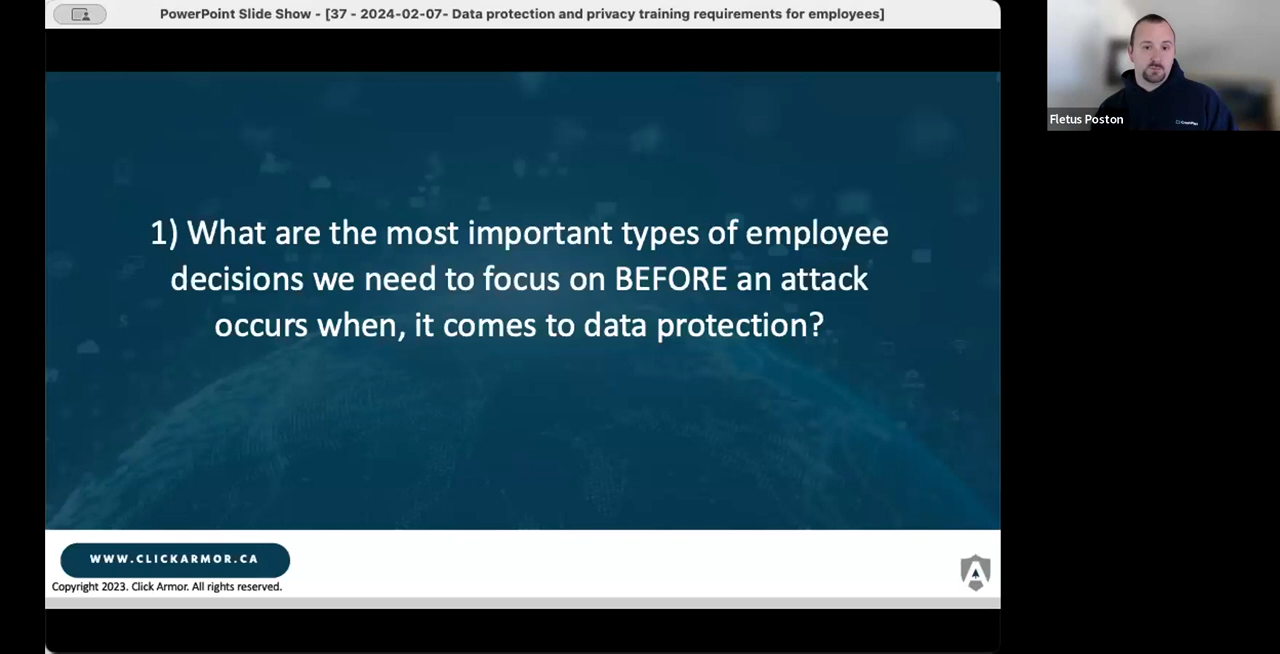 PowerPoint Slide Show - [37 - 2024-02-07- Data protection and privacy training requirements for employees]
Fletus Poston
1) What are the most important types of employee
decisions we need to focus on BEFORE an attack
occurs when, it comes to data protection?
WWW.CLICKARMOR.CA
Copyright 2023. Click Armor. All rights reserved.